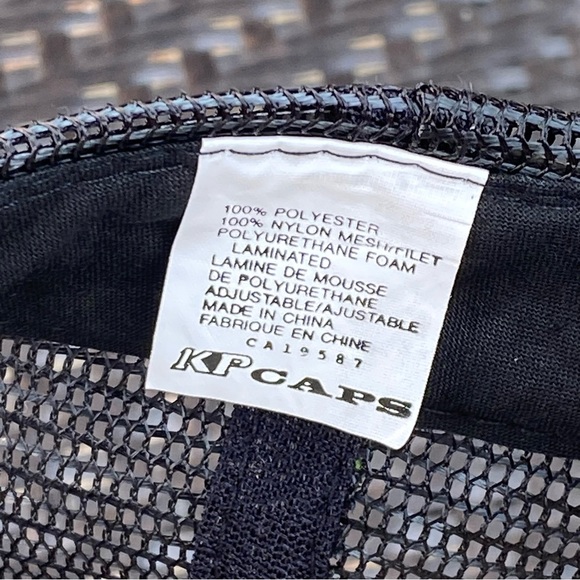 100% POLYESTER
100% NYLON MESH/FILET
POLYURETHANE FOAM
LAMINATED
LAMINE DE MOUSSE
DE POLYURETHANE
ADJUSTABLE/AJUSTABLE
MADE IN CHINA
FABRIQUE EN CHINE
CA19587
KP CAPS